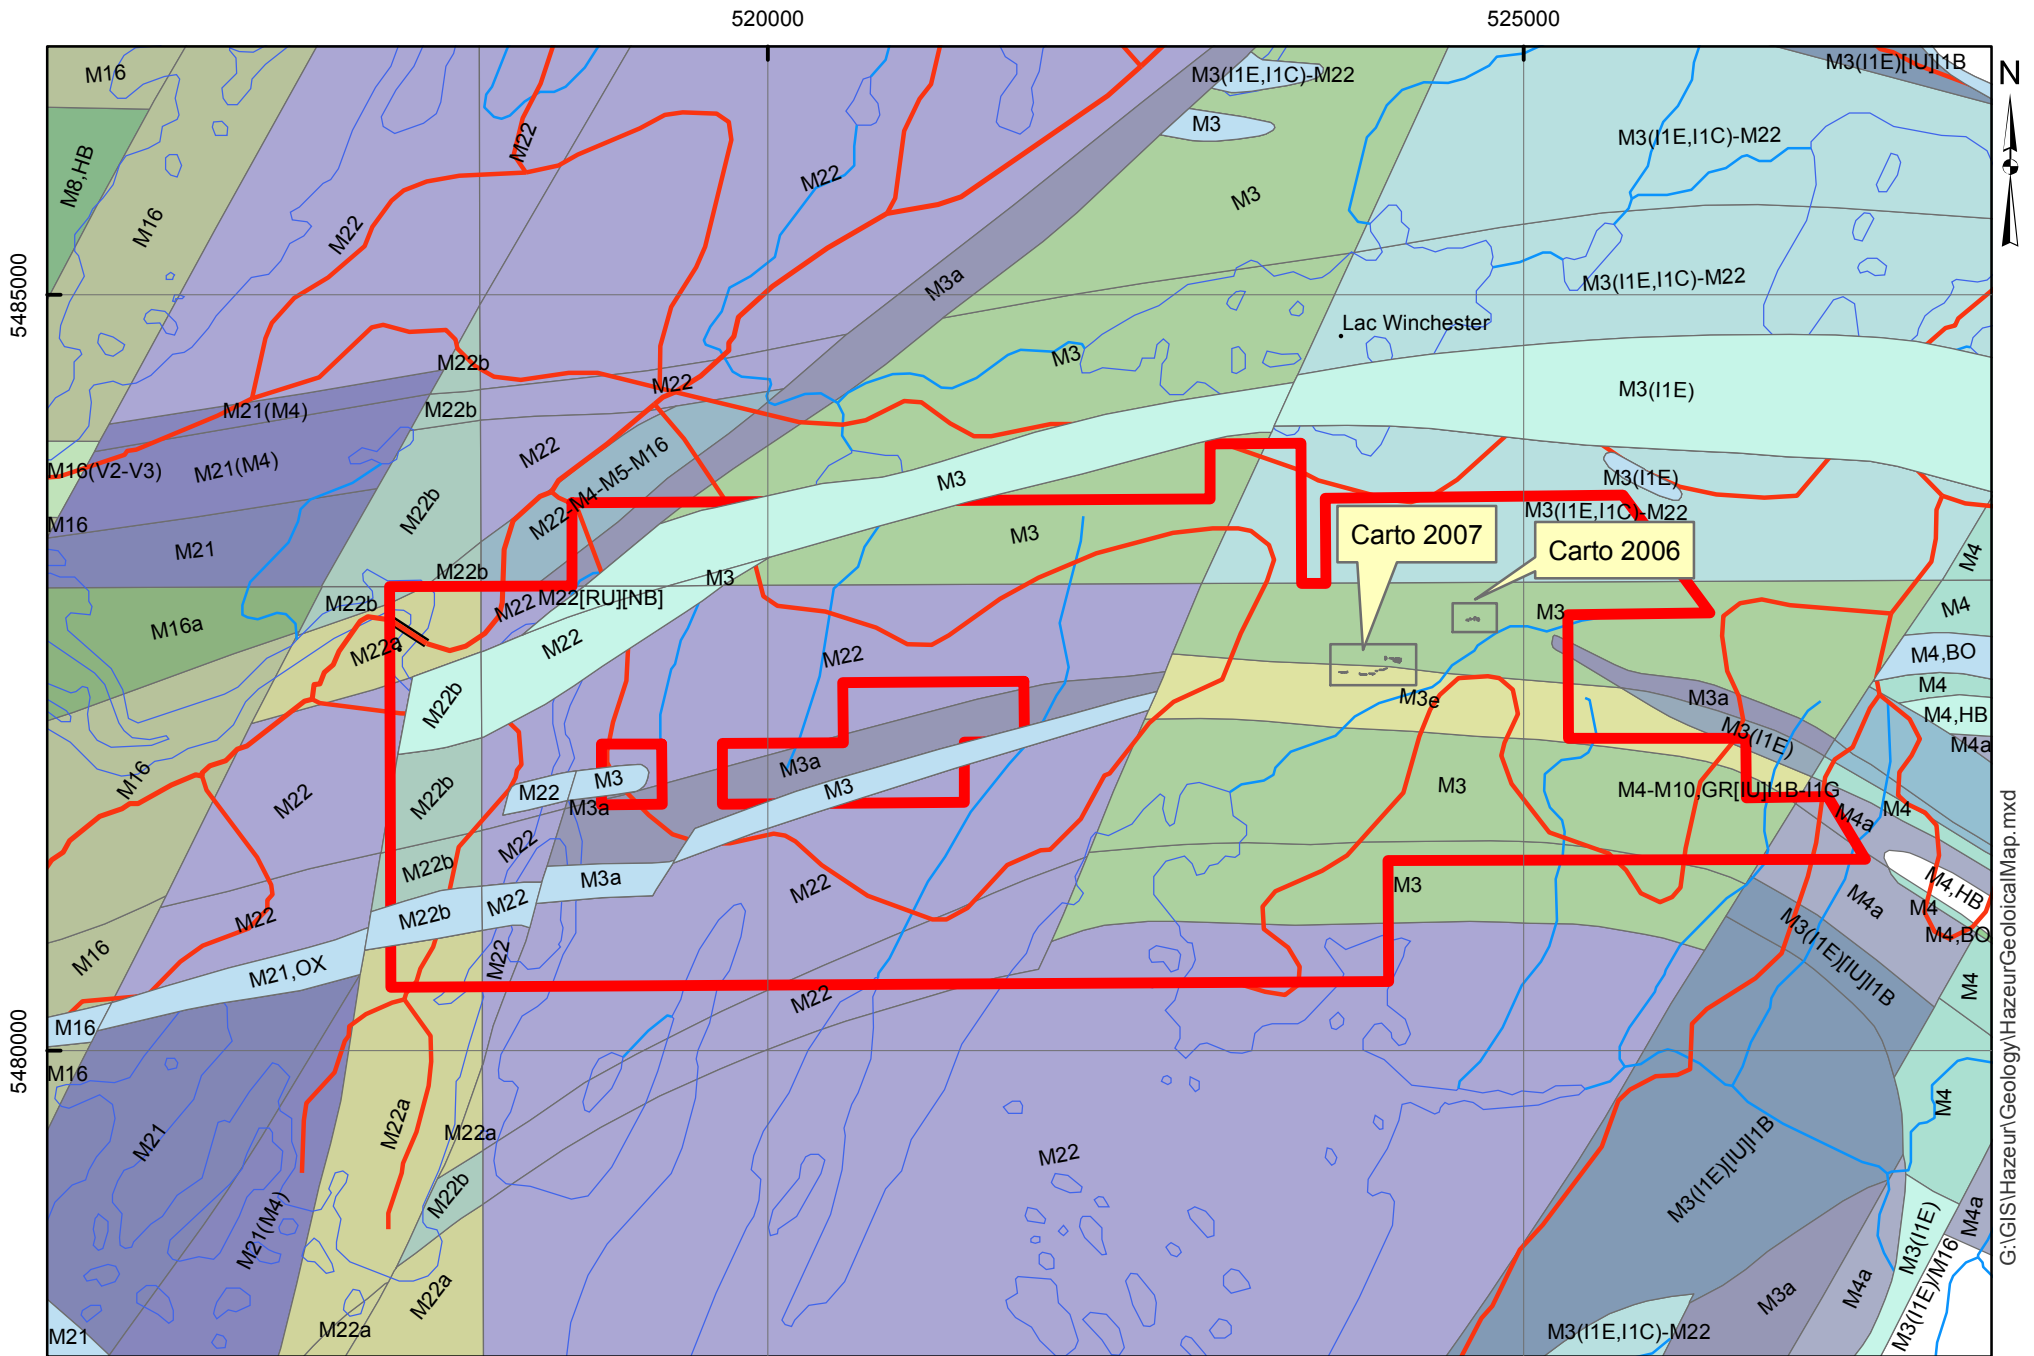 520000
525000
M16
M3(I1E,I1C)-M22
M3(I1E)[IU]I1B
N
M8,HB
M16
M22
M22
M22
M3
M3(I1E,I1C)-M22
M3
M3a
M3(I1E,I1C)-M22
5485000
Lac Winchester
M22b
M22
M3
M3(I1E)
M21(M4)
M22b
M16(V2-V3)
M21(M4)
M22
M22-M4-M5-M16
M3
M3(I1E)
M22b
M3(I1E,I1C)-M22
M16
M21
M3
Carto 2007
Carto 2006
M4
M22b
M3
M22b
M22
M22[RU][NB]
M3
M4
M16a
M22a
M22
M22
M4,BO
M22b
M3e
M3a
M4
M4,HB
M3(I1E)
M4a
M16
M22
M22b
M22
M3
M3a
M3a
M3
M3
M4-M10,GR[IU]I1B-I1G
M4a
M4
M22
M22b
M3a
M22
M3
M4,HB
M22
M22b
M22
M4a
M4
M4,BO
M16
M21,OX
M22
M3(I1E)[IU]I1B
M4
M16
M22
5480000
M16
M21
M22a
M22a
M22
M4
M22b
M3(I1E)[IU]I1B
M21(M4)
M3(I1E)
M4a
M22a
M3a
M4a
M3(I1E)/M16
M21
M22a
M3(I1E,I1C)-M22
G:\GIS\Hazeur\Geology\HazeurGeoloicalMap.mxd